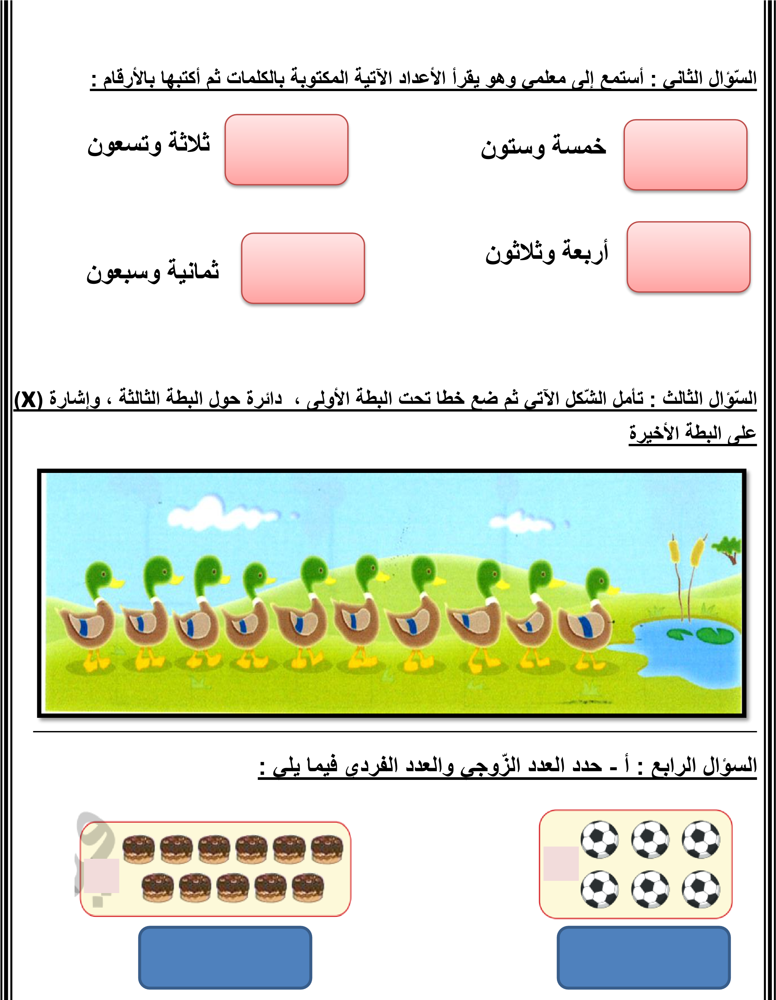 السّؤال الثاني : أستمع إلى معلمي وهو يقرأ الأعداد الآتية المكتوبة بالكلمات ثم أكتبها بالأرقام :
خمسة وستون
ثلاثة وتسعون
أربعة وثلاثون
ثمانية وسبعون
السّؤال الثالث : تأمل الشّكل الآتي ثم ضع خطا تحت البطة الأولى ، دائرة حول البطة الثالثة ، وإشارة (X)
على البطة الأخيرة
السؤال الرابع : أ - حدد العدد الزّوجي والعدد الفردي فيما يلي :